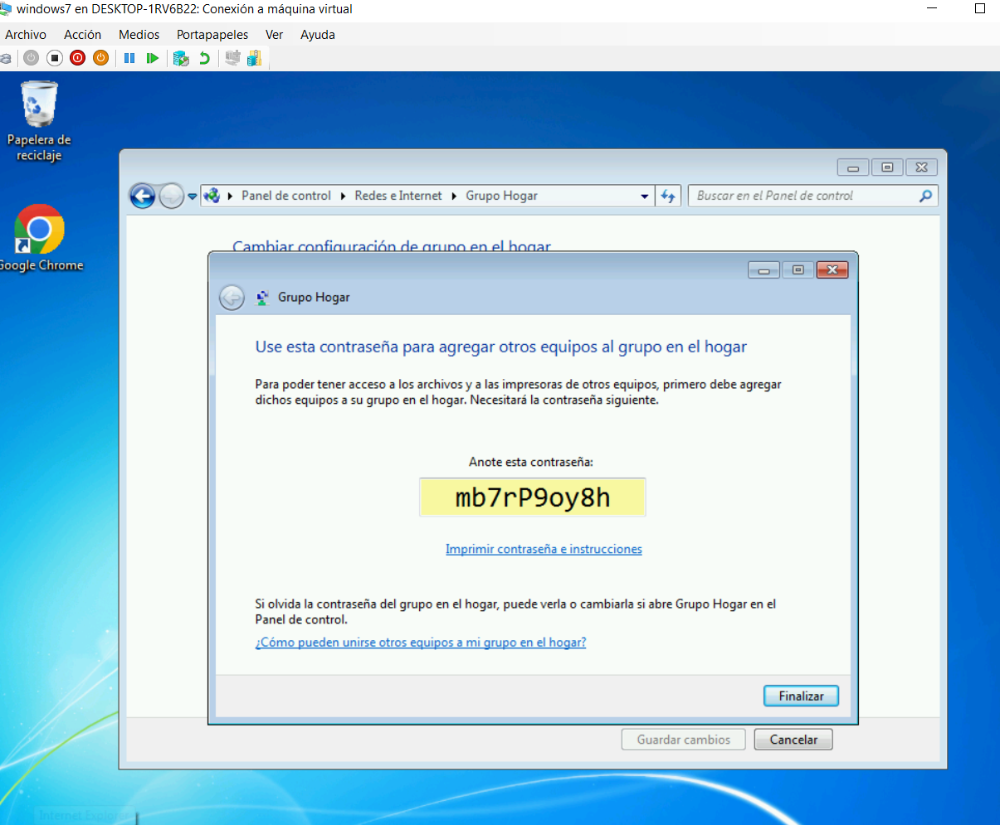 windows7 en DESKTOP-1RV6B22: Conexión a máquina virtual
Archivo Acción Medios Portapapeles Ver Ayuda
Papelera de
reciclaje
Panel de control Redes e Internet Grupo Hogar Buscar en el Panel de control
Google Chrome
Cambiar configuración de grupo en el hogar
Grupo Hogar
Use esta contraseña para agregar otros equipos al grupo en el hogar
Para poder tener acceso a los archivos y a las impresoras de otros equipos, primero debe agregar
dichos equipos a su grupo en el hogar. Necesitará la contraseña siguiente.
Anote esta contraseña:
mb7rP9oy8h
Imprimir contraseña e instrucciones
Si olvida la contraseña del grupo en el hogar, puede verla o cambiarla si abre Grupo Hogar en el
Panel de control.
¿Cómo pueden unirse otros equipos a mi grupo en el hogar?
Finalizar
Guardar cambios Cancelar
Internet Explorer